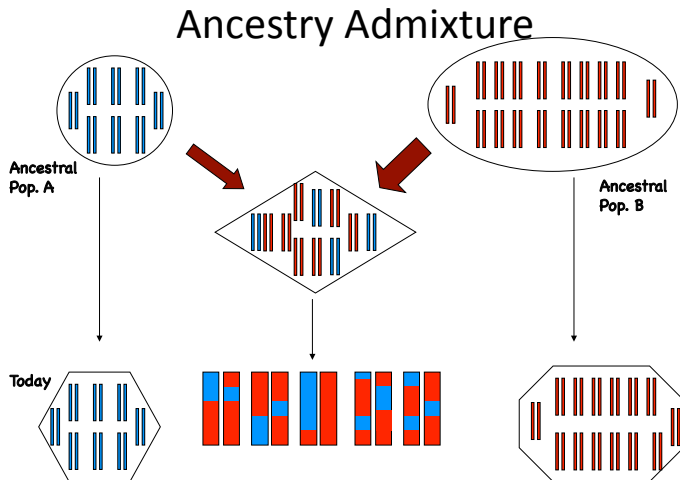 Ancestry Admixture
Ancestral
Pop. A
Ancestral
Pop. B
Today